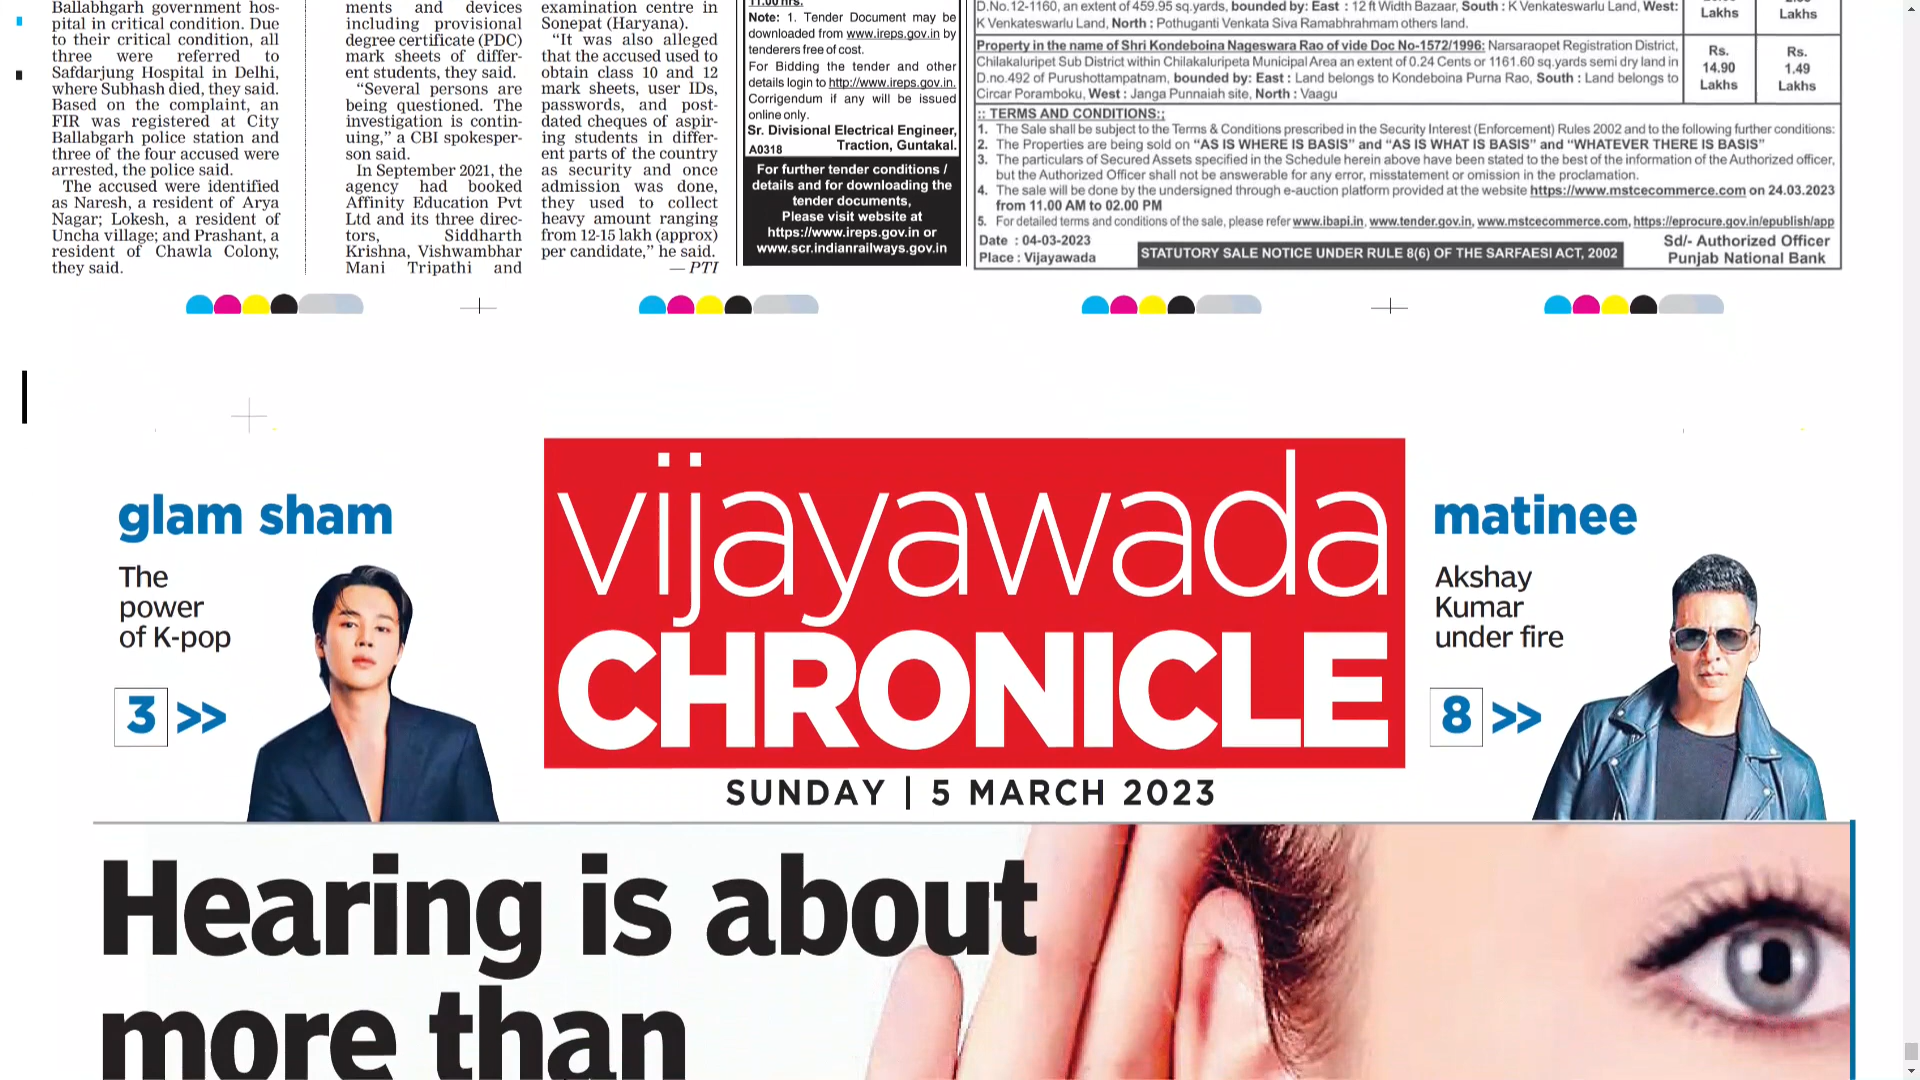 Ballabhgarh government hos-
pital in critical condition. Due
to their critical condition, all
three were referred to
Safdarjung Hospital in Delhi,
where Subhash died, they said.
Based on the complaint, an
FIR was registered at City
Ballabgarh police station and
three of the four accused were
arrested, the police said.
The accused were identified
as Naresh, a resident of Arya
Nagar; Lokesh, a resident of
Uncha village; and Prashant, a
resident of Chawla Colony,
they said.
ments and devices
including provisional
degree certificate (PDC)
mark sheets of differ-
ent students, they said.
“Several persons are
being questioned. The
investigation is contin-
uing,” a CBI spokesper-
son said.
In September 2021, the
agency had booked
Affinity Education Pvt
Ltd and its three direc-
tors, Siddharth
Krishna, Vishwambhar
Mani Tripathi and
examination centre in
Sonepat (Haryana).
“It was also alleged
that the accused used to
obtain class 10 and 12
mark sheets, user IDs,
passwords, and post-
dated cheques of aspir-
ing students in differ-
ent parts of the country
as security and once
admission was done,
they used to collect
heavy amount ranging
from 12-15 lakh (approx)
per candidate,” he said.
— PTI
11.00 hrs.
Note: 1. Tender Document may be
downloaded from www.ireps.gov.in by
tenderers free of cost.
For Bidding the tender and other
details login to http://www.ireps.gov.in.
Corrigendum if any will be issued
online only.
Sr. Divisional Electrical Engineer,
A0318 Traction, Guntakal.
For further tender conditions /
details and for downloading the
tender documents,
Please visit website at
https://www.ireps.gov.in or
www.scr.indianrailways.gov.in
D.No.12-1160, an extent of 459.95 sq.yards, bounded by: East : 12 ft Width Bazaar, South : K Venkateswarlu Land, West:
K Venkateswarlu Land, North : Pothuganti Venkata Siva Ramabhrahmam others land.
Lakhs
Lakhs
Property in the name of Shri Kondeboina Nageswara Rao of vide Doc No-1572/1996: Narsaraopet Registration District,
Chilakaluripet Sub District within Chilakaluripeta Municipal Area an extent of 0.24 Cents or 1161.60 sq.yards semi dry land in
D.no.492 of Purushottampatnam, bounded by: East : Land belongs to Kondeboina Purna Rao, South : Land belongs to
Circar Poramboku, West : Janga Punnaiah site, North : Vaagu
Rs.
14.90
Lakhs
Rs.
1.49
Lakhs
:: TERMS AND CONDITIONS::
1. The Sale shall be subject to the Terms & Conditions prescribed in the Security Interest (Enforcement) Rules 2002 and to the following further conditions:
2. The Properties are being sold on “AS IS WHERE IS BASIS” and “AS IS WHAT IS BASIS” and “WHATEVER THERE IS BASIS”
3. The particulars of Secured Assets specified in the Schedule herein above have been stated to the best of the information of the Authorized officer,
but the Authorized Officer shall not be answerable for any error, misstatement or omission in the proclamation.
4. The sale will be done by the undersigned through e-auction platform provided at the website https://www.mstcecommerce.com on 24.03.2023
from 11.00 AM to 02.00 PM
5. For detailed terms and conditions of the sale, please refer www.ibapi.in, www.tender.gov.in, www.mstcecommerce.com, https://eprocure.gov.in/epublish/app
Date : 04-03-2023
Place : Vijayawada
STATUTORY SALE NOTICE UNDER RULE 8(6) OF THE SARFAESI ACT, 2002
Sd/- Authorized Officer
Punjab National Bank
glam sham
The
power
of K-pop
3 >>
vijayawada
CHRONICLE
SUNDAY | 5 MARCH 2023
matinee
Akshay
Kumar
under fire
8 >>
Hearing is about
more than